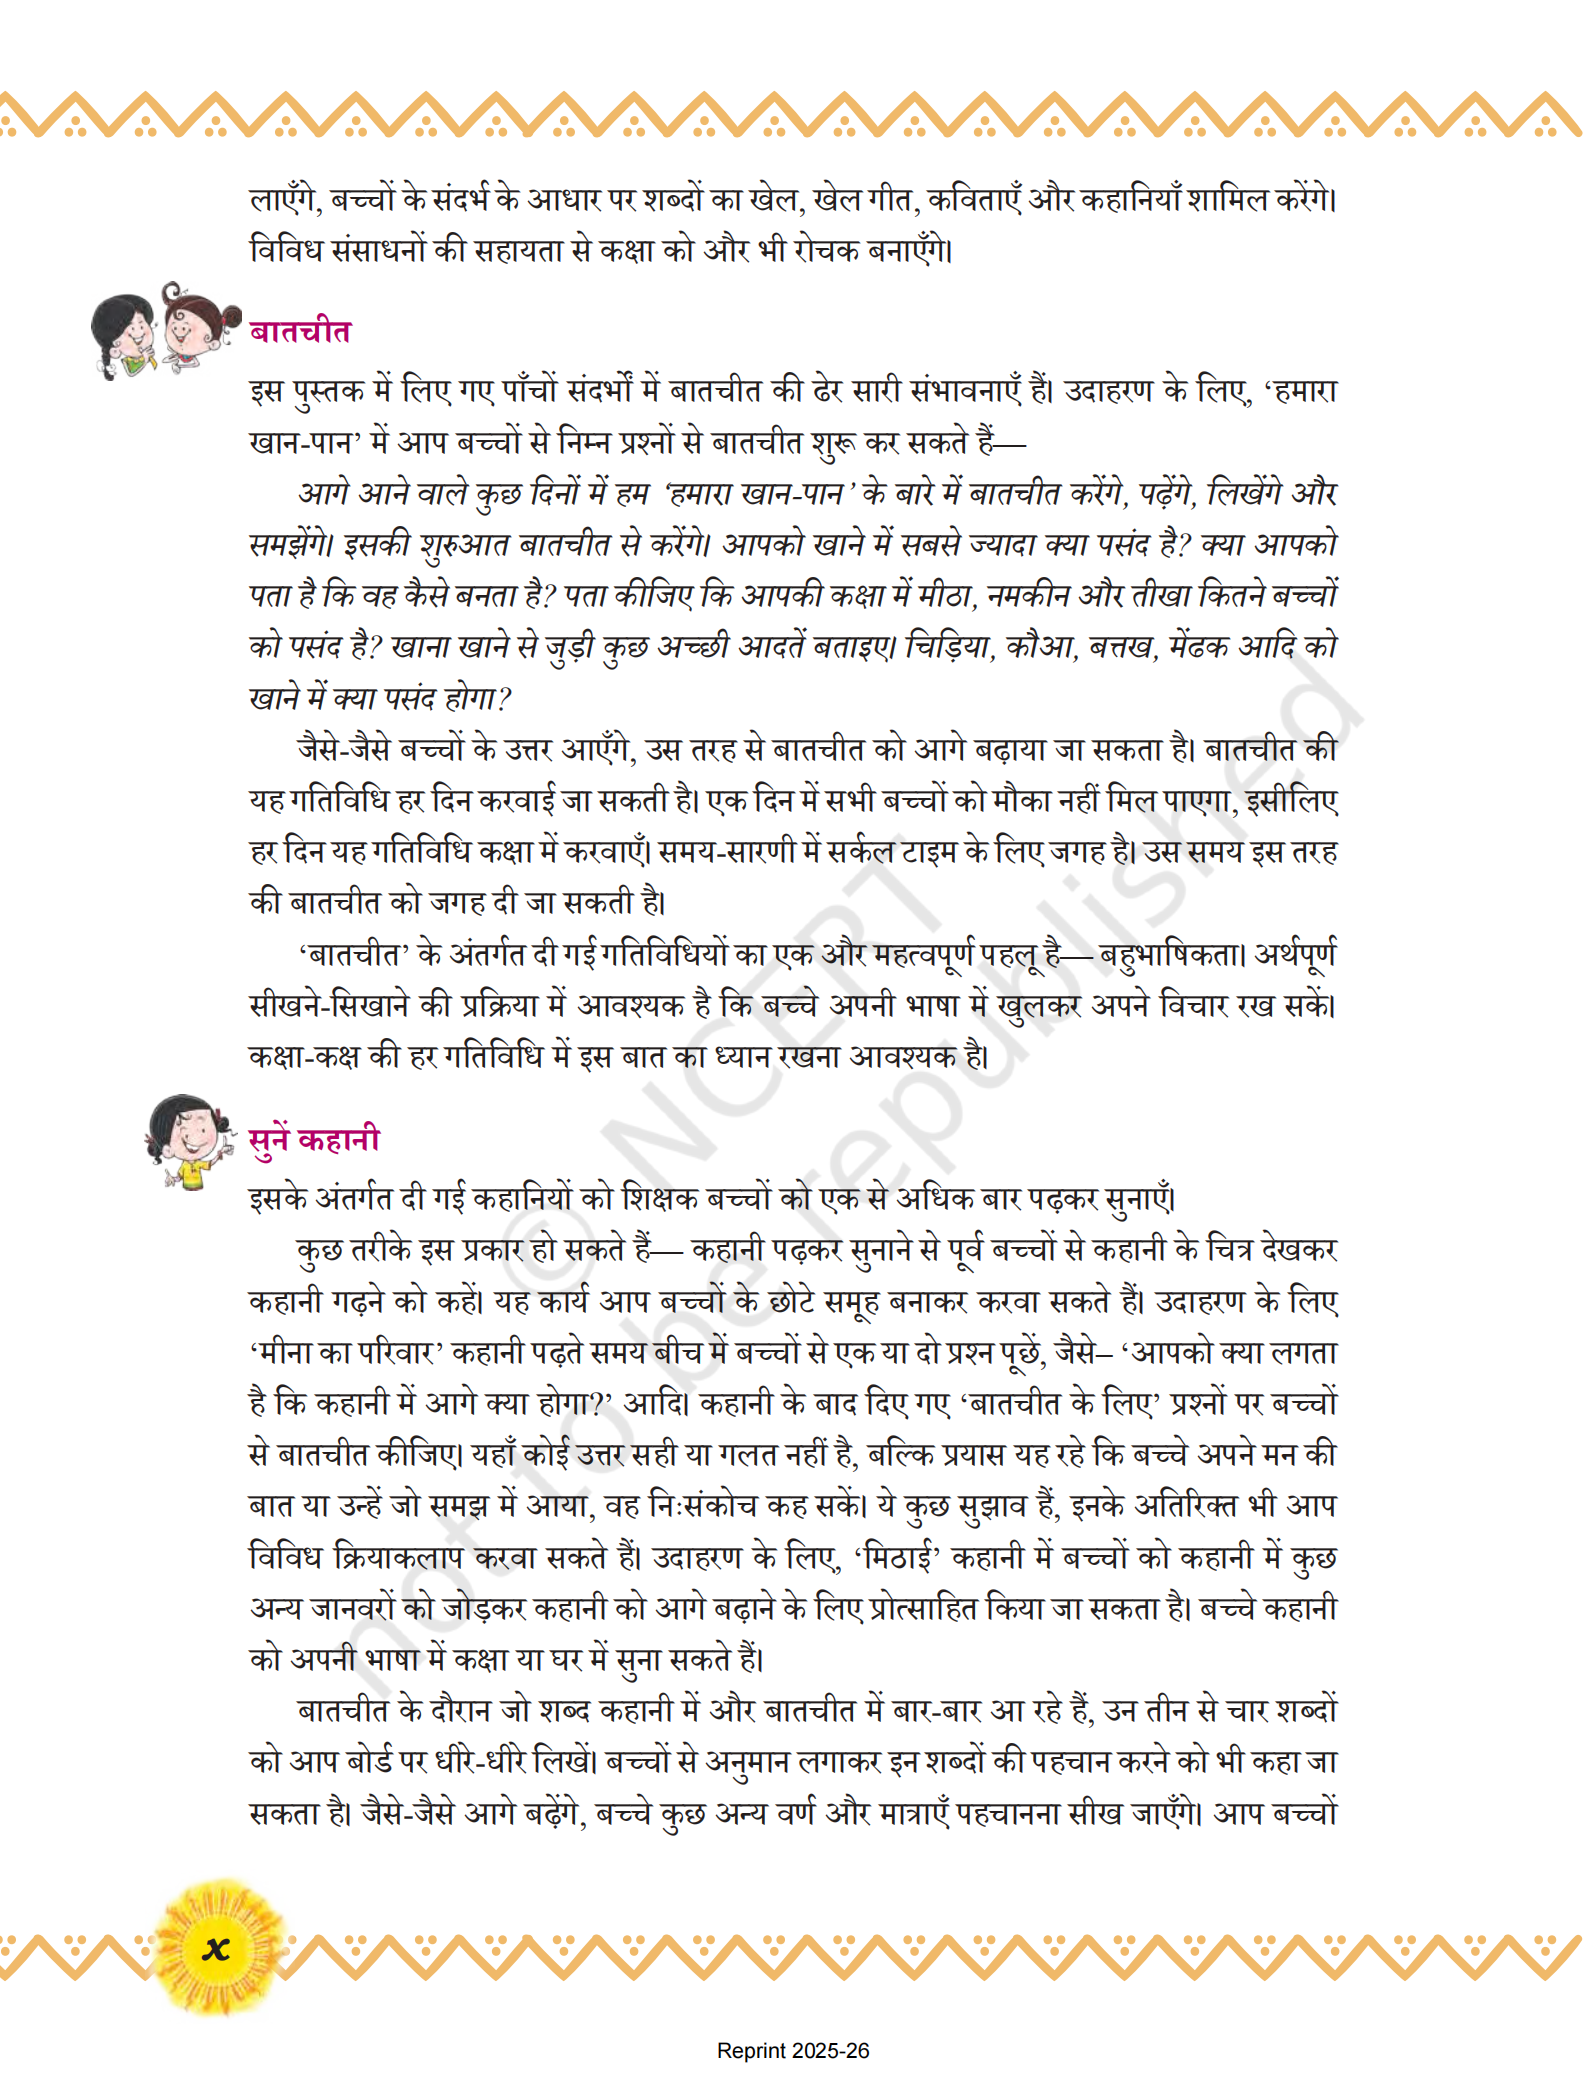 लाएँगे, बच्चों के संदर्भ के आधार पर शब्दों का खेल, खेल गीत, कविताएँ और कहानियाँ शामिल करेंगे।
विविध संसाधनों की सहायता से कक्षा को और भी रोचक बनाएँगे।
बातचीत
इस पुस्तक में लिए गए पाँचों संदर्भों में बातचीत की ढेर सारी संभावनाएँ हैं। उदाहरण के लिए, ‘हमारा
खान-पान’ में आप बच्चों से निम्न प्रश्नों से बातचीत शुरू कर सकते हैं—
आगे आने वाले कुछ दिनों में हम ‘हमारा खान-पान’ के बारे में बातचीत करेंगे, पढ़ेंगे, लिखेंगे और
समझेंगे। इसकी शुरुआत बातचीत से करेंगे। आपको खाने में सबसे ज्यादा क्या पसंद है? क्या आपको
पता है कि वह कैसे बनता है? पता कीजिए कि आपकी कक्षा में मीठा, नमकीन और तीखा कितने बच्चों
को पसंद है? खाना खाने से जुड़ी कुछ अच्छी आदतें बताइए। चिड़िया, कौआ, बत्तख, मेंढक आदि को
खाने में क्या पसंद होगा?
जैसे-जैसे बच्चों के उत्तर आएँगे, उस तरह से बातचीत को आगे बढ़ाया जा सकता है। बातचीत की
यह गतिविधि हर दिन करवाई जा सकती है। एक दिन में सभी बच्चों को मौका नहीं मिल पाएगा, इसीलिए
हर दिन यह गतिविधि कक्षा में करवाएँ। समय-सारणी में सर्कल टाइम के लिए जगह है। उस समय इस तरह
की बातचीत को जगह दी जा सकती है।
‘बातचीत’ के अंतर्गत दी गई गतिविधियों का एक और महत्वपूर्ण पहलू है— बहुभाषिकता। अर्थपूर्ण
सीखने-सिखाने की प्रक्रिया में आवश्यक है कि बच्चे अपनी भाषा में खुलकर अपने विचार रख सकें।
कक्षा-कक्ष की हर गतिविधि में इस बात का ध्यान रखना आवश्यक है।
सुनें कहानी
इसके अंतर्गत दी गई कहानियों को शिक्षक बच्चों को एक से अधिक बार पढ़कर सुनाएँ।
कुछ तरीके इस प्रकार हो सकते हैं— कहानी पढ़कर सुनाने से पूर्व बच्चों से कहानी के चित्र देखकर
कहानी गढ़ने को कहें। यह कार्य आप बच्चों के छोटे समूह बनाकर करवा सकते हैं। उदाहरण के लिए
‘मीना का परिवार’ कहानी पढ़ते समय बीच में बच्चों से एक या दो प्रश्न पूछें, जैसे– ‘आपको क्या लगता
है कि कहानी में आगे क्या होगा?’ आदि। कहानी के बाद दिए गए ‘बातचीत के लिए’ प्रश्नों पर बच्चों
से बातचीत कीजिए। यहाँ कोई उत्तर सही या गलत नहीं है, बल्कि प्रयास यह रहे कि बच्चे अपने मन की
बात या उन्हें जो समझ में आया, वह निःसंकोच कह सकें। ये कुछ सुझाव हैं, इनके अतिरिक्त भी आप
विविध क्रियाकलाप करवा सकते हैं। उदाहरण के लिए, ‘मिठाई’ कहानी में बच्चों को कहानी में कुछ
अन्य जानवरों को जोड़कर कहानी को आगे बढ़ाने के लिए प्रोत्साहित किया जा सकता है। बच्चे कहानी
को अपनी भाषा में कक्षा या घर में सुना सकते हैं।
बातचीत के दौरान जो शब्द कहानी में और बातचीत में बार-बार आ रहे हैं, उन तीन से चार शब्दों
को आप बोर्ड पर धीरे-धीरे लिखें। बच्चों से अनुमान लगाकर इन शब्दों की पहचान करने को भी कहा जा
सकता है। जैसे-जैसे आगे बढ़ेंगे, बच्चे कुछ अन्य वर्ण और मात्राएँ पहचानना सीख जाएँगे। आप बच्चों
© NCERT
not to be republished
x
Reprint 2025-26